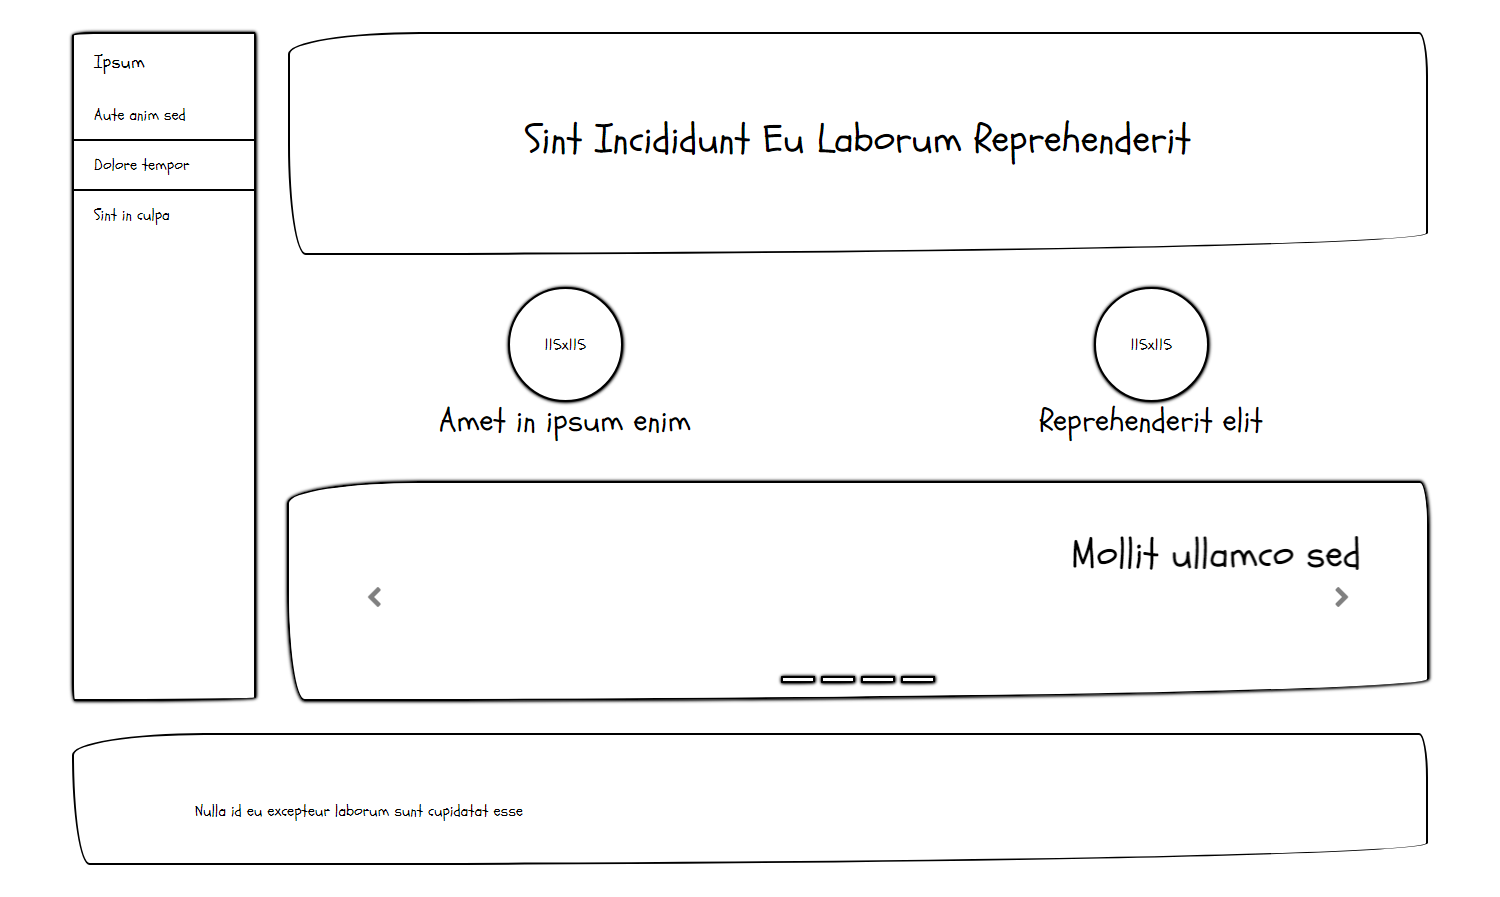 Ipsum
Aute anim sed
Dolore tempor
Sint in culpa
Sint Incididunt Eu Laborum Reprehenderit
115x115
Amet in ipsum enim
115x115
Reprehenderit elit
Mollit ullamco sed
Nulla id eu excepteur laborum sunt cupidatat esse